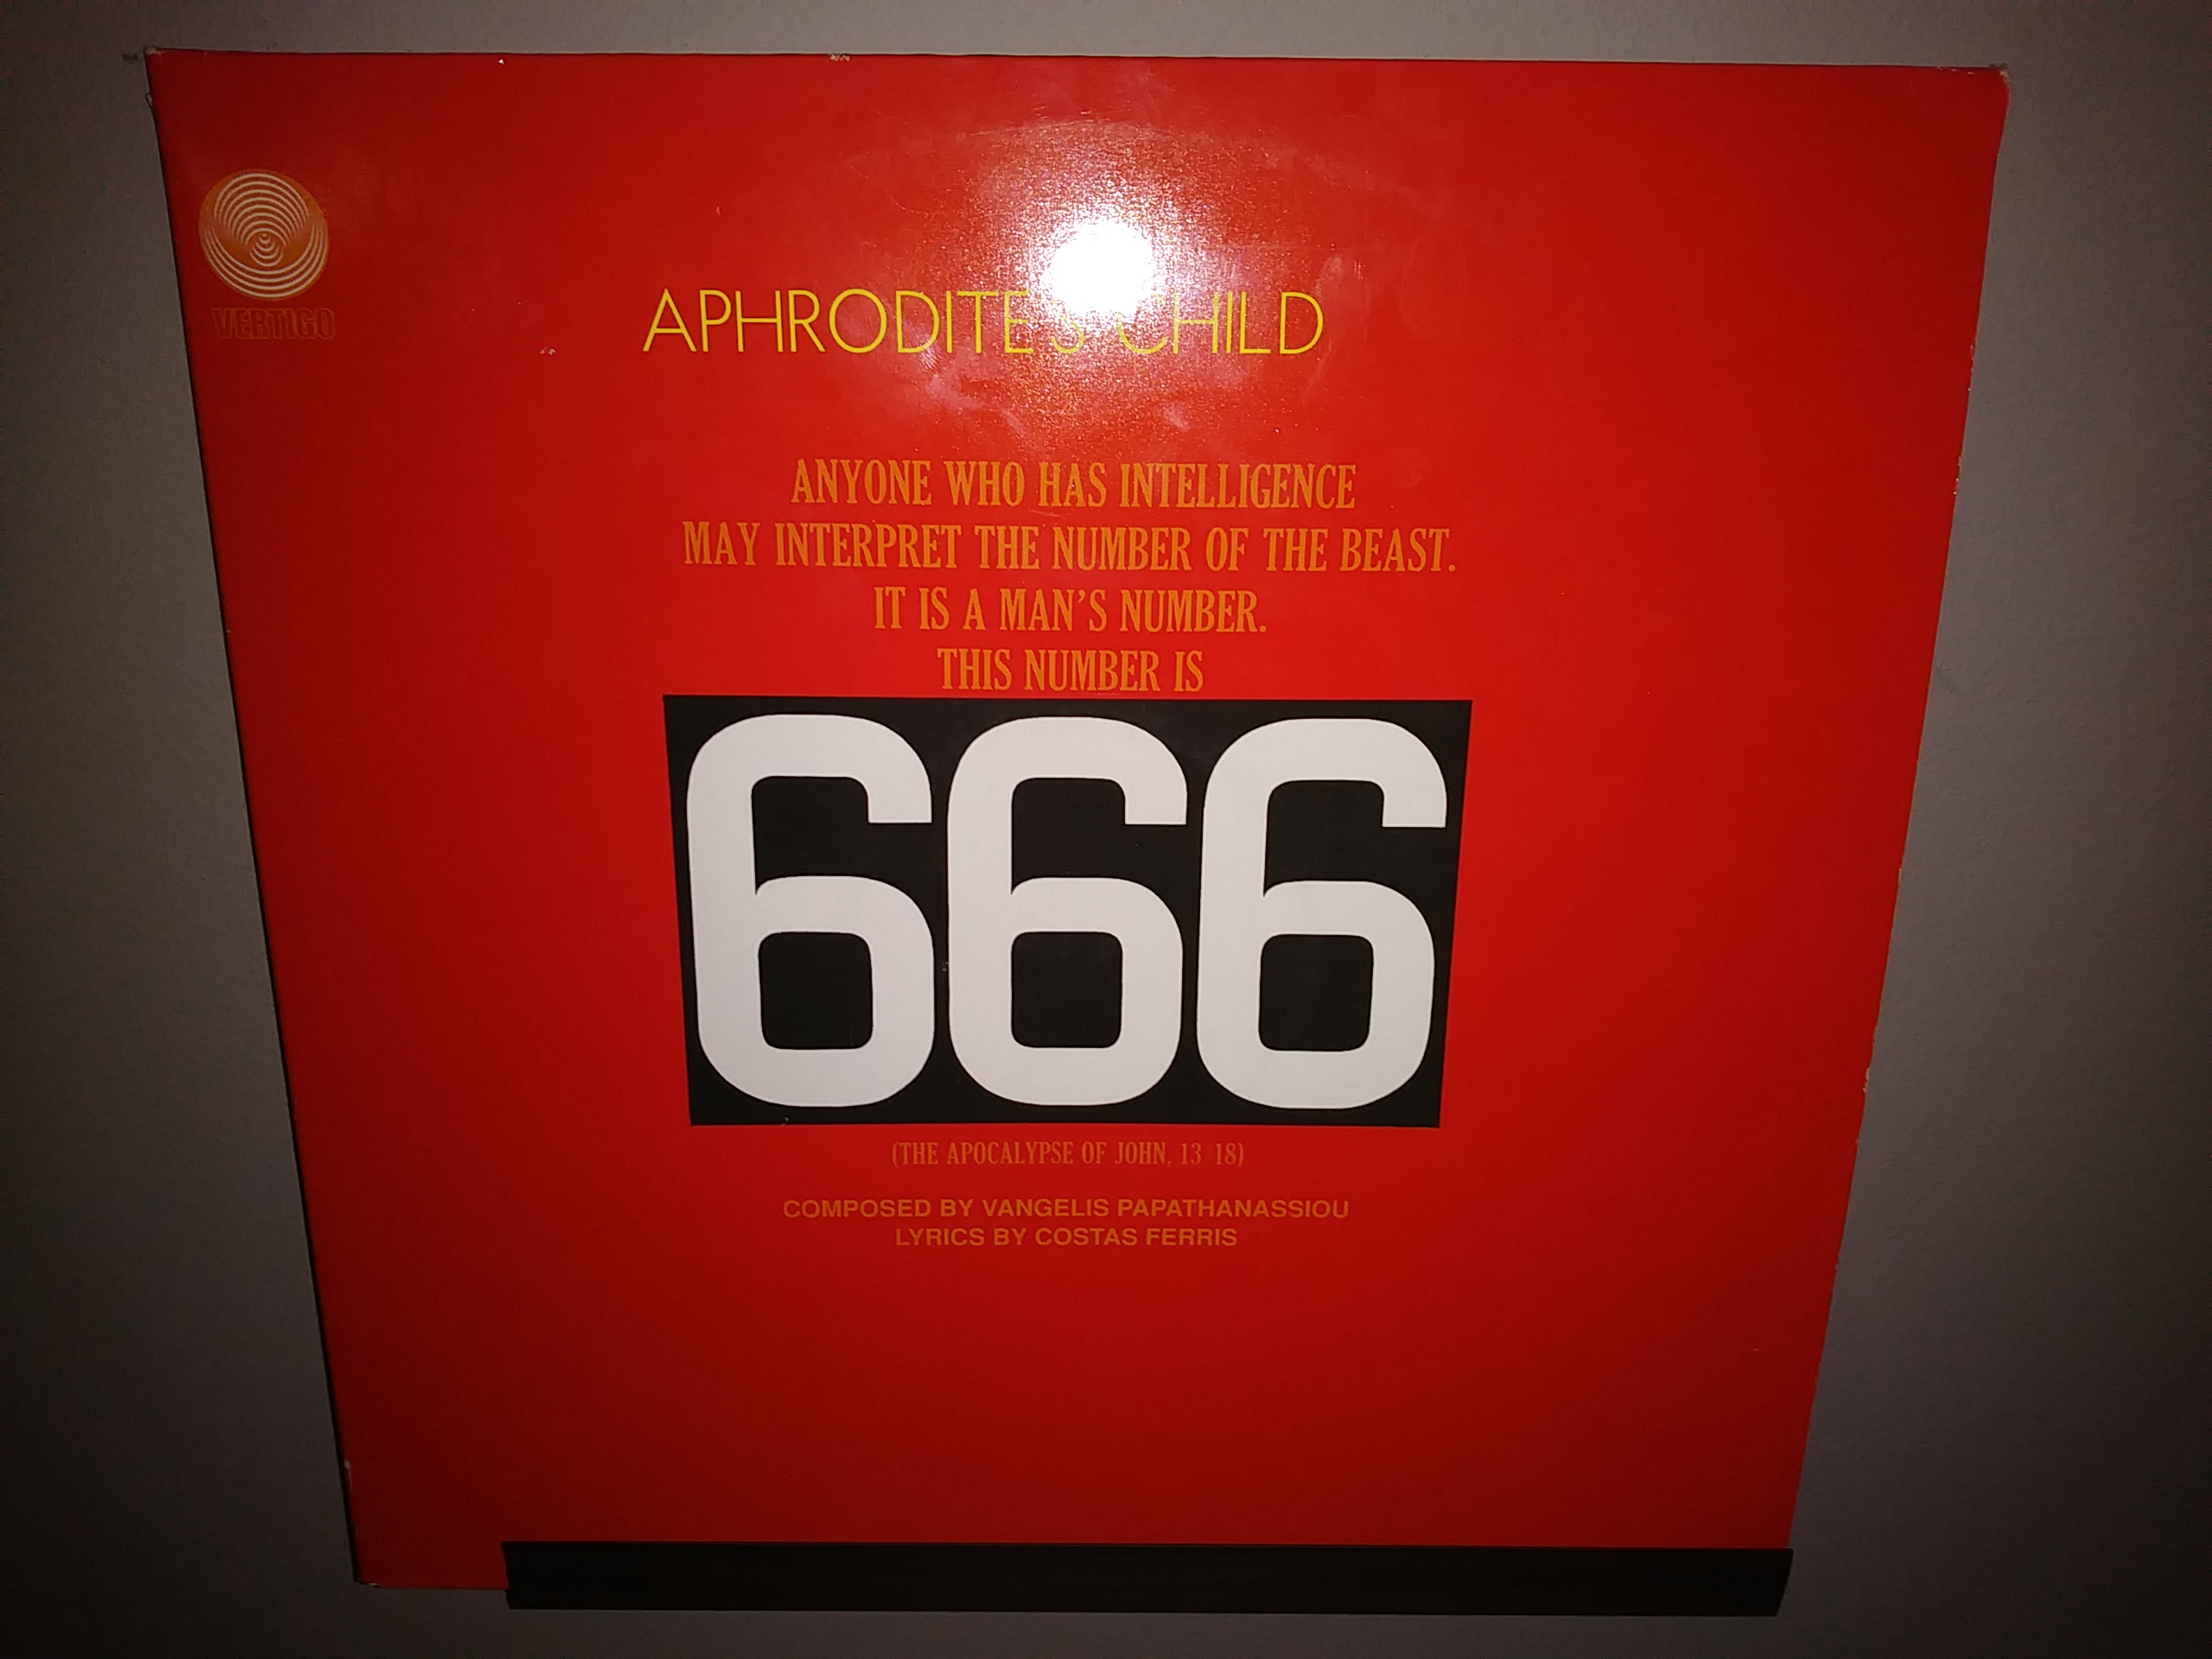 VERTIGO
APHRODITE'S CHILD
ANYONE WHO HAS INTELLIGENCE
MAY INTERPRET THE NUMBER OF THE BEAST.
IT IS A MAN'S NUMBER.
THIS NUMBER IS
666
(THE APOCALYPSE OF JOHN, 13/18)
COMPOSED BY VANGELIS PAPATHANASSIOU
LYRICS BY COSTAS FERRIS